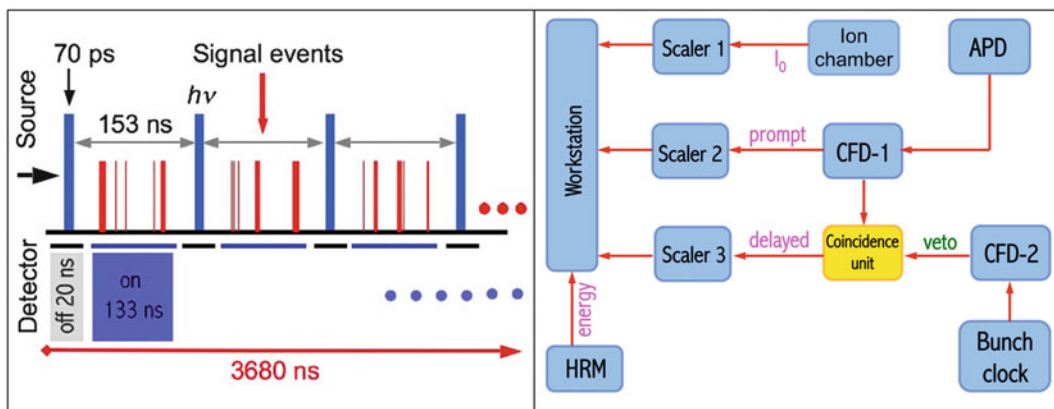 70 ps
Signal events
hν
153 ns
Source
Detector
off 20 ns
on
133 ns
3680 ns
Workstation
Scaler 1
I₀
Ion
chamber
APD
Scaler 2
prompt
CFD-1
Scaler 3
delayed
Coincidence
unit
veto
CFD-2
energy
HRM
Bunch
clock